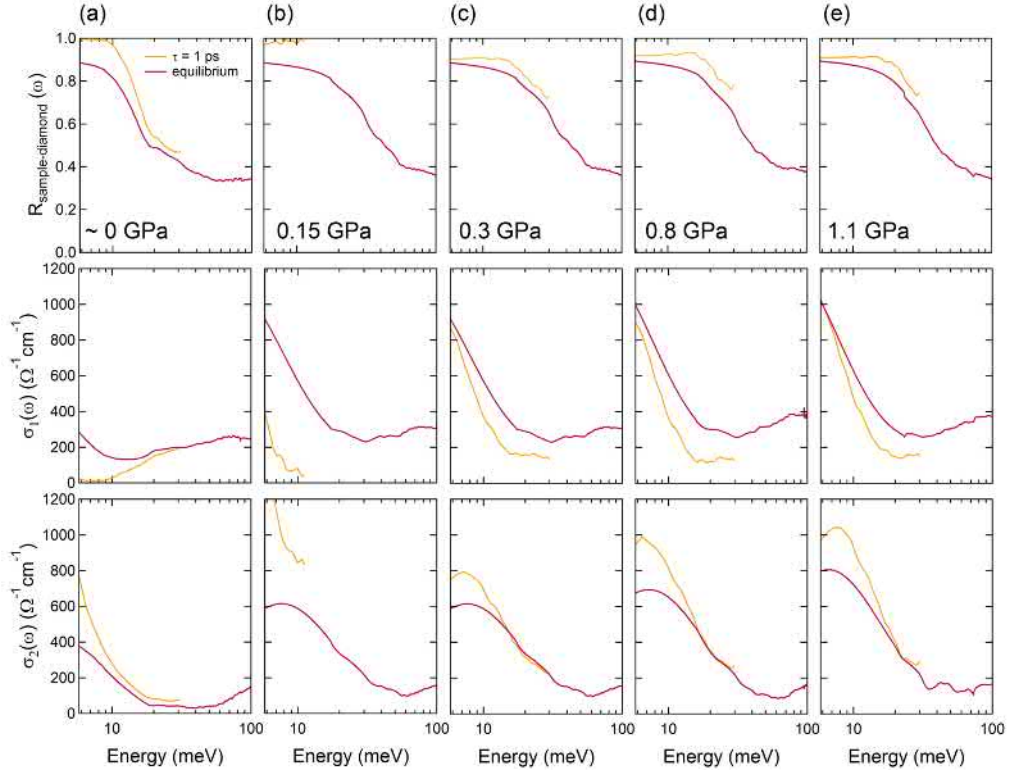 (a) (b) (c) (d) (e)
1.0
0.8
0.6
0.4
0.2
0.0
R sample-diamond (ω)
τ = 1 ps
equilibrium
~ 0 GPa 0.15 GPa 0.3 GPa 0.8 GPa 1.1 GPa
1200
1000
800
600
400
200
0
σ1(ω) (Ω⁻¹cm⁻¹)
1200
1000
800
600
400
200
0
σ2(ω) (Ω⁻¹cm⁻¹)
10 100 10 100 10 100 10 100 10 100
Energy (meV) Energy (meV) Energy (meV) Energy (meV) Energy (meV)